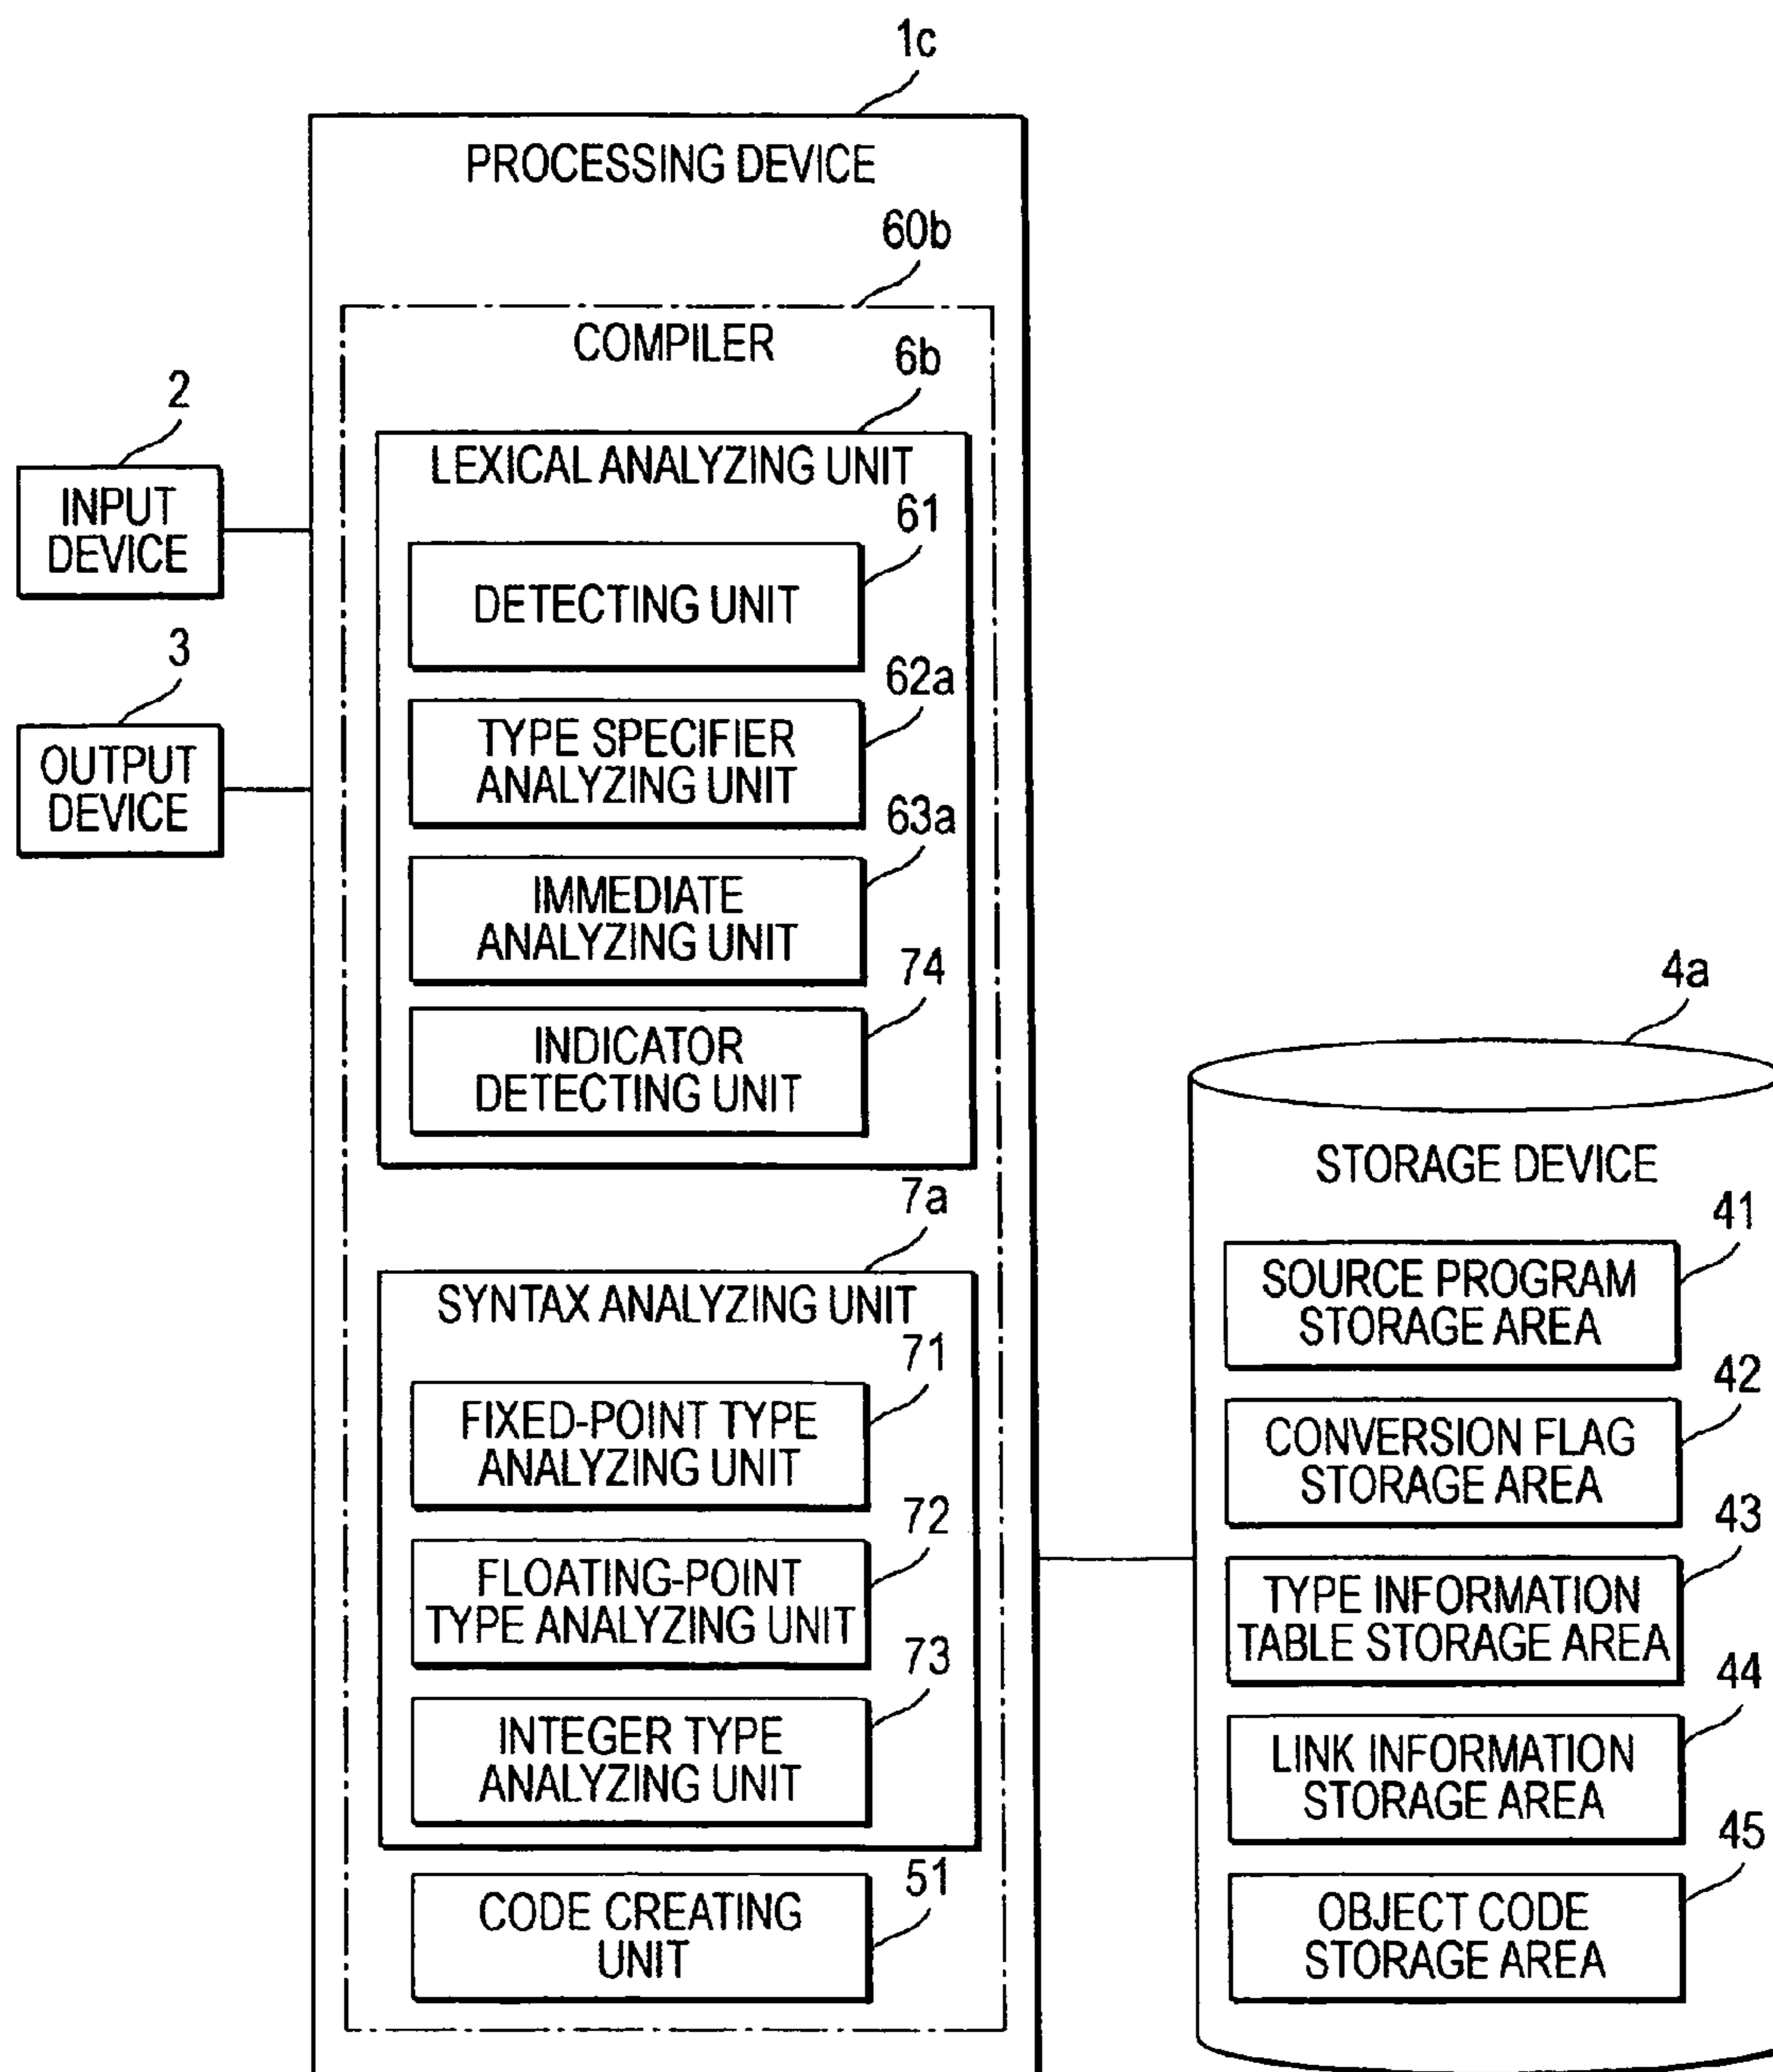 1c
PROCESSING DEVICE
60b
COMPILER
6b
LEXICAL ANALYZING UNIT
61
DETECTING UNIT
62a
TYPE SPECIFIER
ANALYZING UNIT
63a
IMMEDIATE
ANALYZING UNIT
74
INDICATOR
DETECTING UNIT
7a
SYNTAX ANALYZING UNIT
71
FIXED-POINT TYPE
ANALYZING UNIT
72
FLOATING-POINT
TYPE ANALYZING UNIT
73
INTEGER TYPE
ANALYZING UNIT
51
CODE CREATING
UNIT
2
INPUT
DEVICE
3
OUTPUT
DEVICE
4a
STORAGE DEVICE
41
SOURCE PROGRAM
STORAGE AREA
42
CONVERSION FLAG
STORAGE AREA
43
TYPE INFORMATION
TABLE STORAGE AREA
44
LINK INFORMATION
STORAGE AREA
45
OBJECT CODE
STORAGE AREA